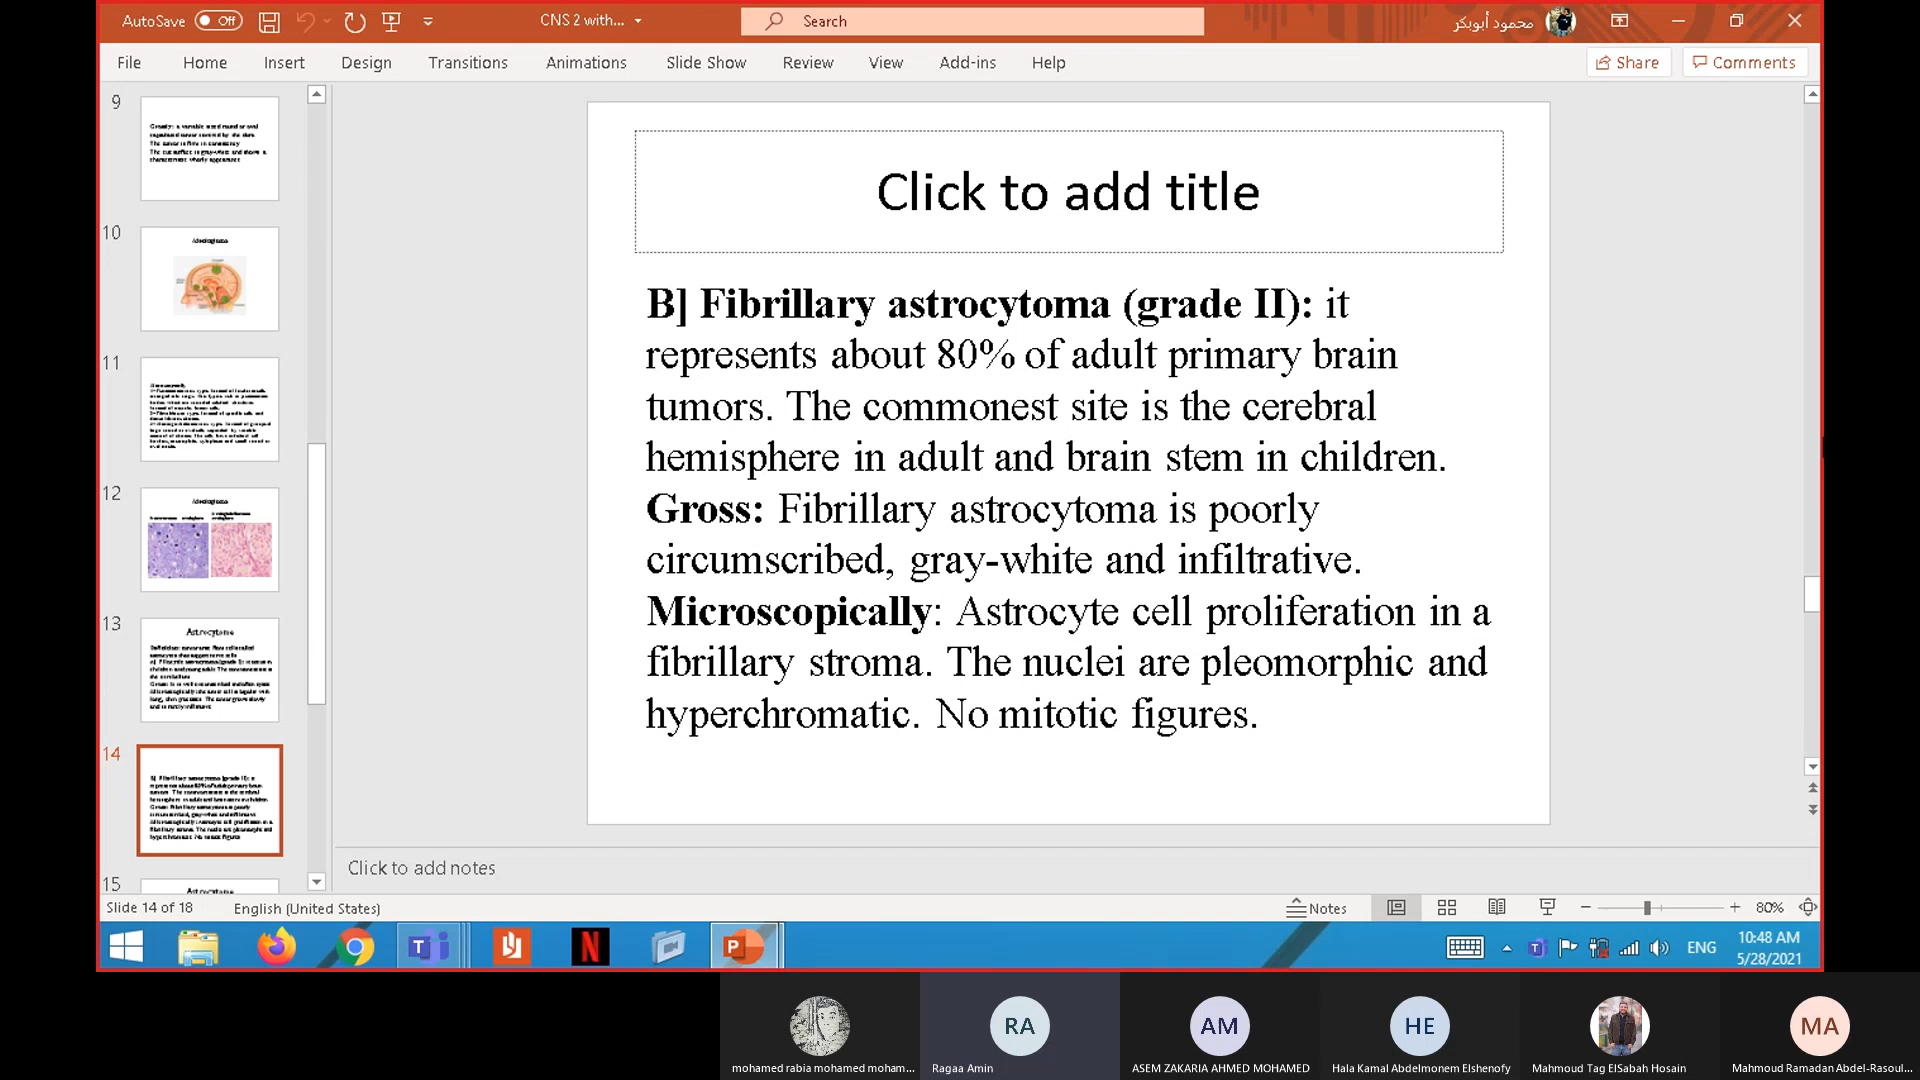 AutoSave Off
CNS 2 with...
Search
محمود أبوبكر
File Home Insert Design Transitions Animations Slide Show Review View Add-ins Help
Share
Comments
9
10
11
12
13
Astrocytoma
14
15
Click to add title
B] Fibrillary astrocytoma (grade II): it
represents about 80% of adult primary brain
tumors. The commonest site is the cerebral
hemisphere in adult and brain stem in children.
Gross: Fibrillary astrocytoma is poorly
circumscribed, gray-white and infiltrative.
Microscopically: Astrocyte cell proliferation in a
fibrillary stroma. The nuclei are pleomorphic and
hyperchromatic. No mitotic figures.
Click to add notes
Slide 14 of 18
English (United States)
Notes
80%
ENG
10:48 AM
5/28/2021
RA
AM
HE
MA
mohamed rabia mohamed moham...
Ragaa Amin
ASEM ZAKARIA AHMED MOHAMED
Hala Kamal Abdelmonem Elshenofy
Mahmoud Tag ElSabah Hosain
Mahmoud Ramadan Abdel-Rasoul...